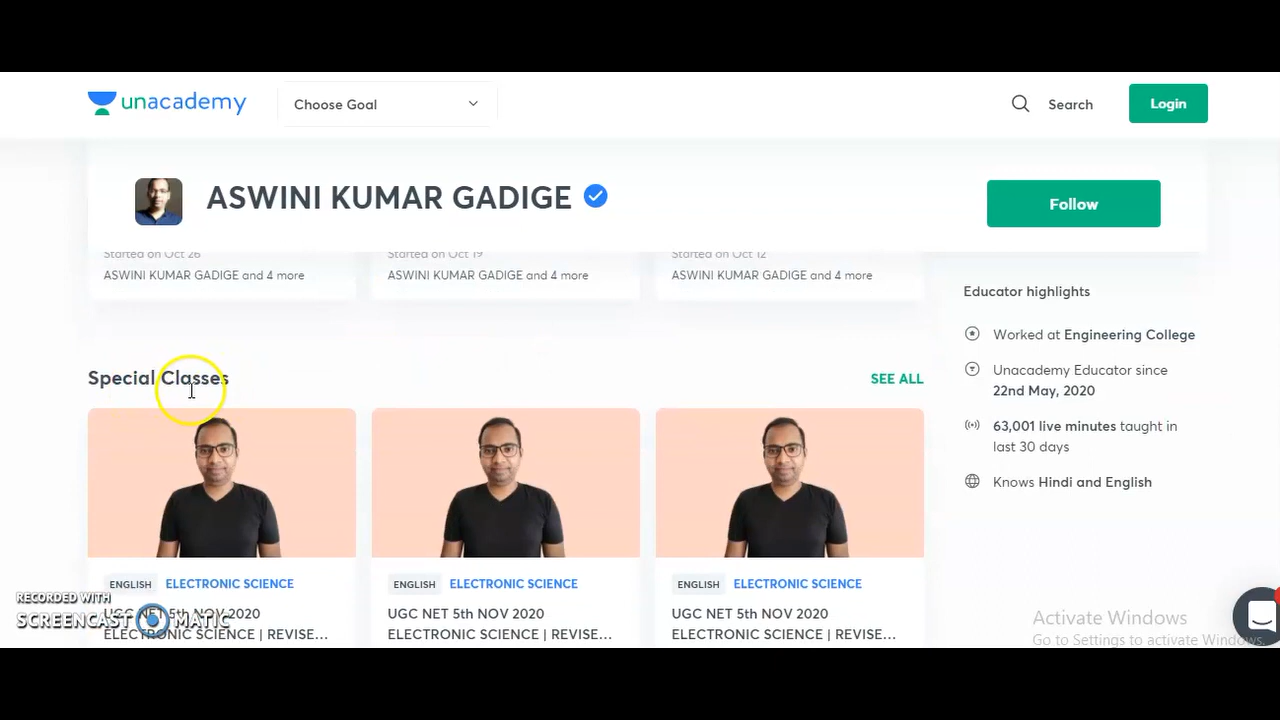 unacademy
Choose Goal
Search
Login
ASWINI KUMAR GADIGE
Follow
Started on Oct 26
Started on Oct 19
Started on Oct 12
ASWINI KUMAR GADIGE and 4 more
ASWINI KUMAR GADIGE and 4 more
ASWINI KUMAR GADIGE and 4 more
Educator highlights
Worked at Engineering College
Unacademy Educator since
22nd May, 2020
63,001 live minutes taught in
last 30 days
Knows Hindi and English
Special Classes
SEE ALL
ENGLISH ELECTRONIC SCIENCE
UGC NET 5th NOV 2020
ELECTRONIC SCIENCE | REVISE...
ENGLISH ELECTRONIC SCIENCE
UGC NET 5th NOV 2020
ELECTRONIC SCIENCE | REVISE...
ENGLISH ELECTRONIC SCIENCE
UGC NET 5th NOV 2020
ELECTRONIC SCIENCE | REVISE...
RECORDED WITH
SCREENCAST MATIC
Activate Windows
Go to Settings to activate Windows.